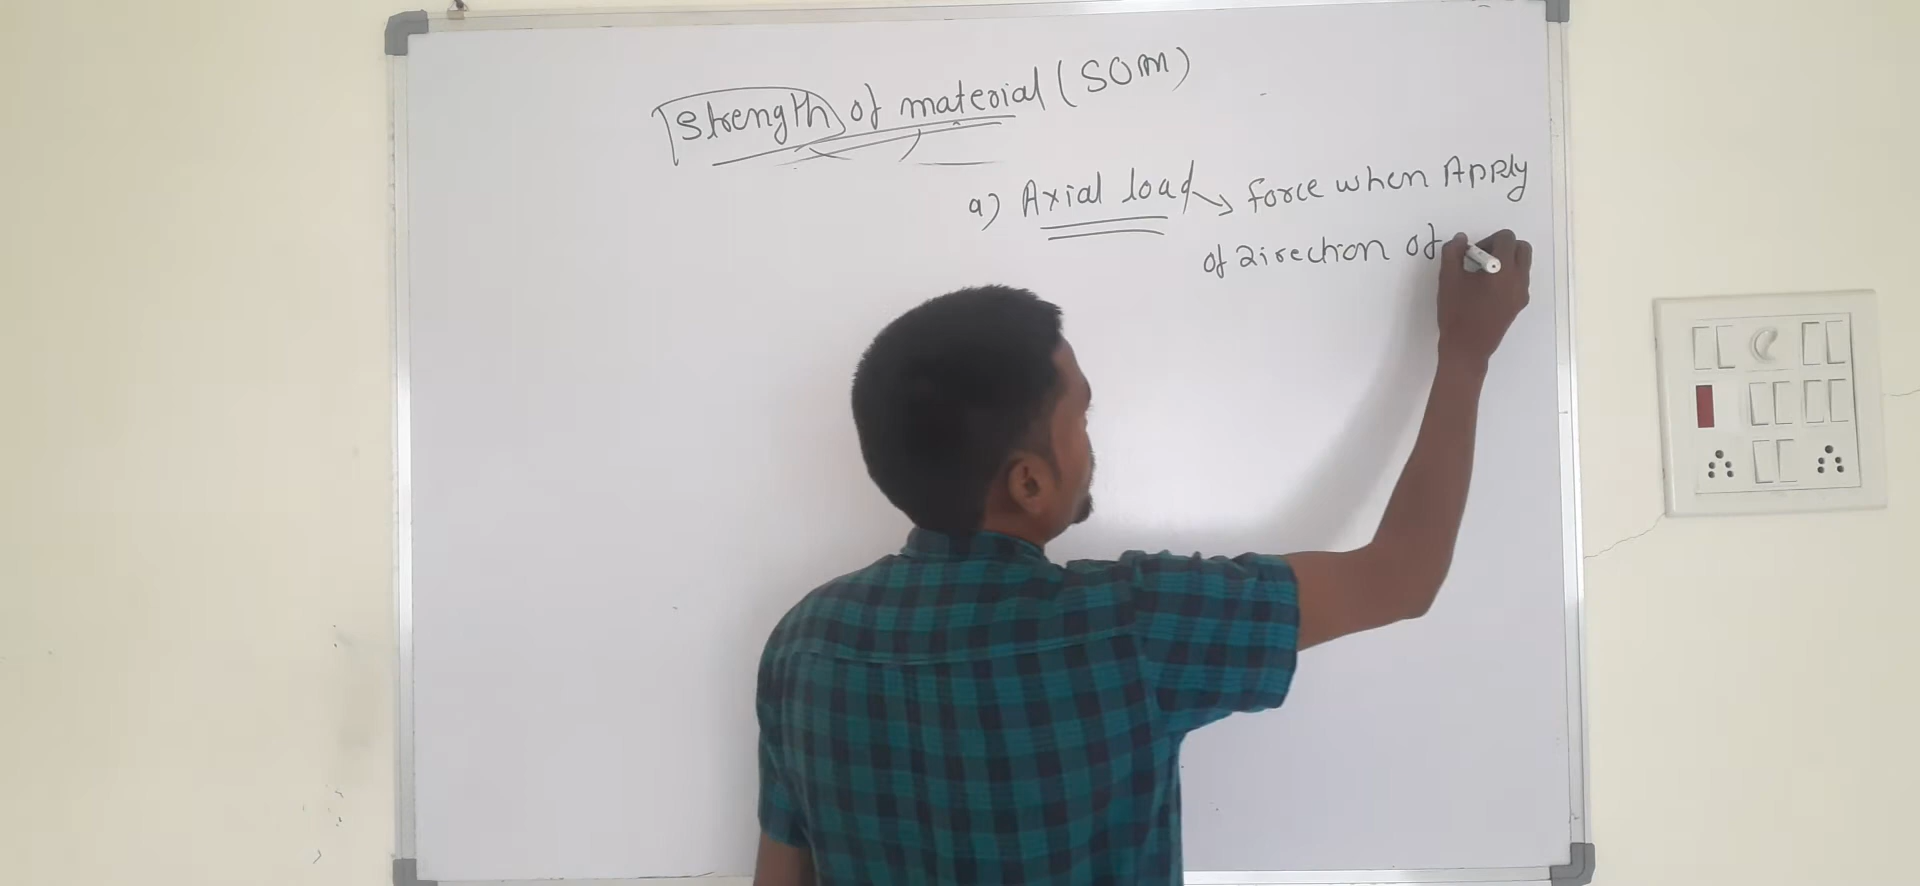 Strength of material (SOM)
a) Axial load → force when Apply
of Direction of